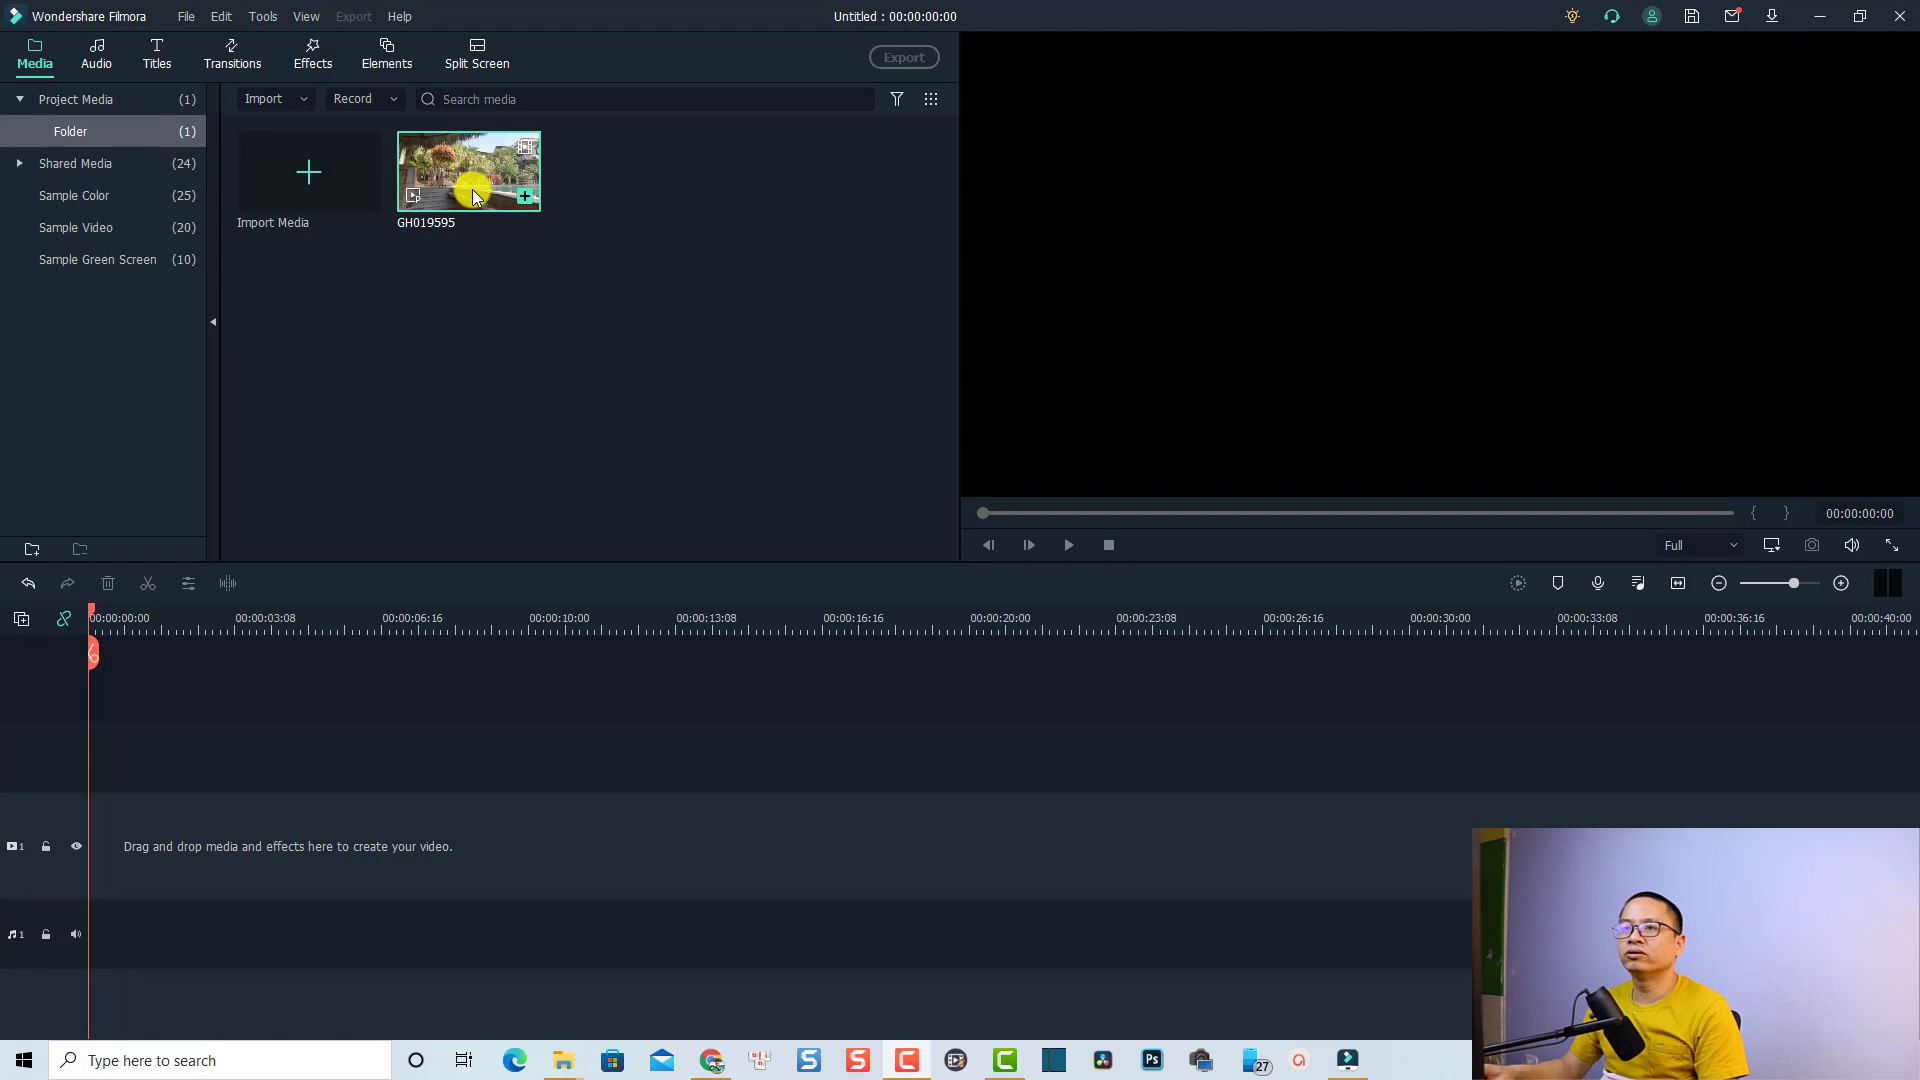 Wondershare Filmora File Edit Tools View Export Help Untitled : 00:00:00:00
Media Audio Titles Transitions Effects Elements Split Screen Export
Project Media (1) Import Record Search media
Folder (1)
Shared Media (24)
Sample Color (25)
Sample Video (20)
Sample Green Screen (10)
Import Media GH019595
00:00:00:00
Full
00:00:00:00 00:00:03:08 00:00:06:16 00:00:10:00 00:00:13:08 00:00:16:16 00:00:20:00 00:00:23:08 00:00:26:16 00:00:30:00 00:00:33:08 00:00:36:16 00:00:40:00
1 Drag and drop media and effects here to create your video.
1
Type here to search S S C C Ps 27